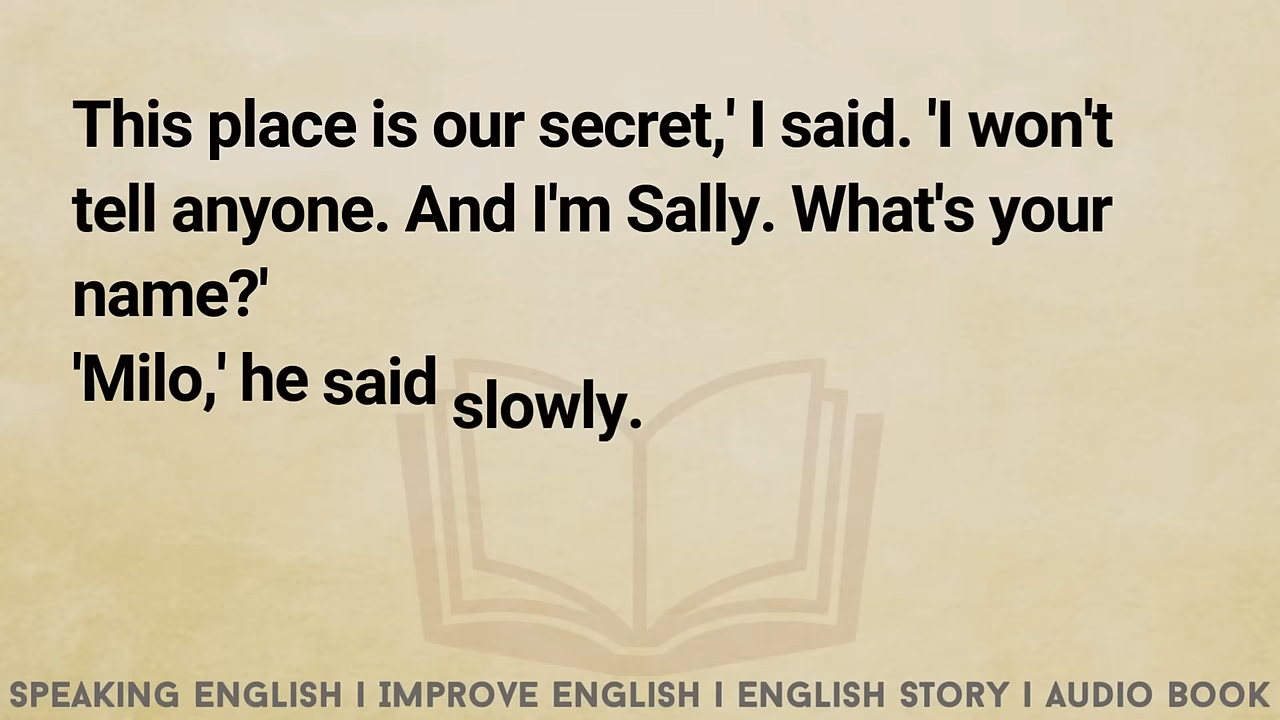 This place is our secret,' I said. 'I won't
tell anyone. And I'm Sally. What's your
name?'
'Milo,' he said slowly.
SPEAKING ENGLISH I IMPROVE ENGLISH I ENGLISH STORY I AUDIO BOOK